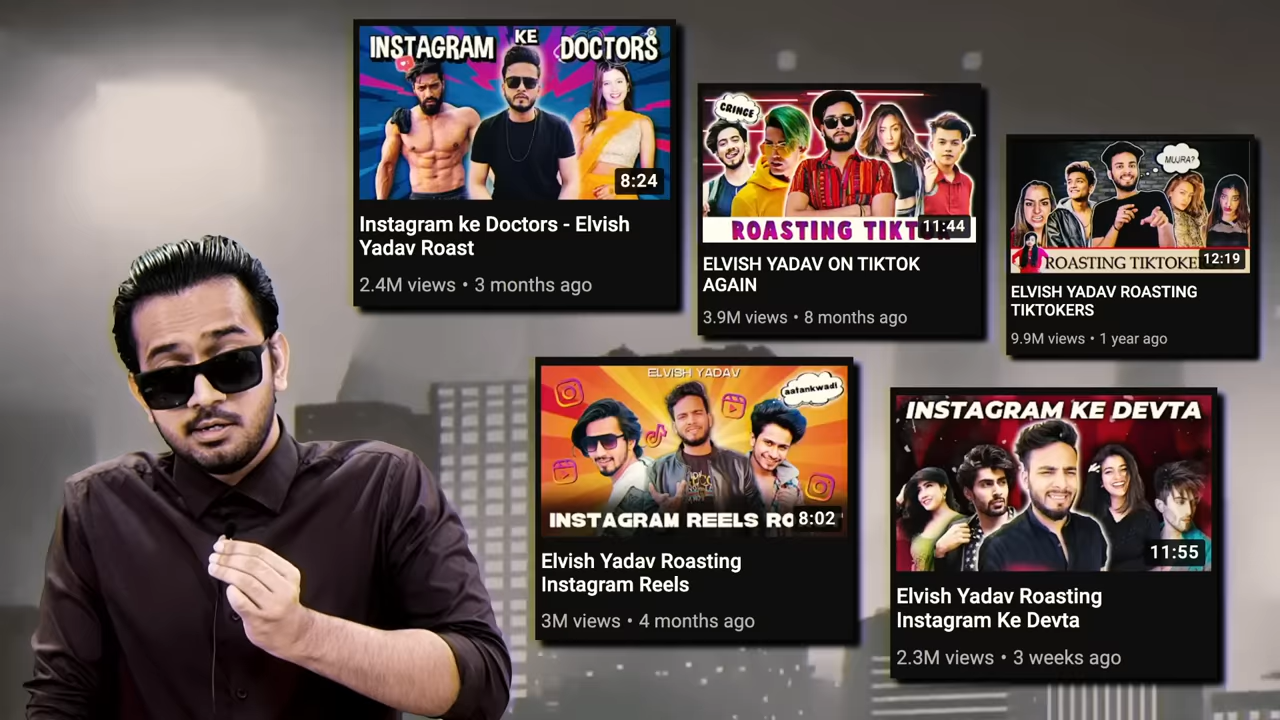 INSTAGRAM KE DOCTORS
8:24
Instagram ke Doctors - Elvish
Yadav Roast
2.4M views • 3 months ago
CRINGE
ROASTING TIKTOK
11:44
ELVISH YADAV ON TIKTOK
AGAIN
3.9M views • 8 months ago
MUJRA?
ROASTING TIKTOKE
12:19
ELVISH YADAV ROASTING
TIKTOKERS
9.9M views • 1 year ago
ELVISH YADAV
aatankwadi
INSTAGRAM REELS RO
8:02
Elvish Yadav Roasting
Instagram Reels
3M views • 4 months ago
INSTAGRAM KE DEVTA
11:55
Elvish Yadav Roasting
Instagram Ke Devta
2.3M views • 3 weeks ago